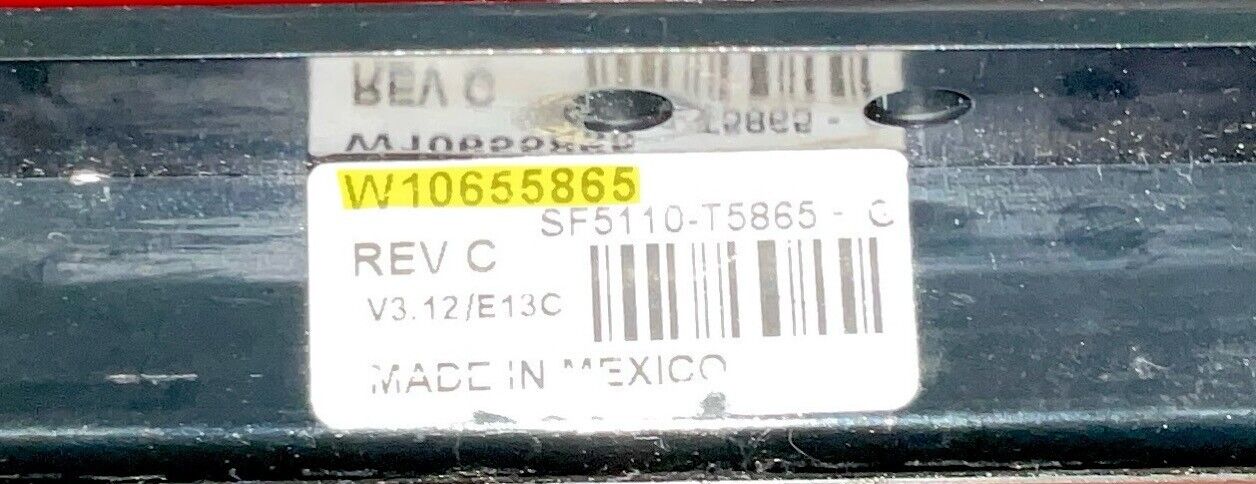 W10655865
SF5110-T5865 - C
REV C
V3.12/E13C
MADE IN MEXICO